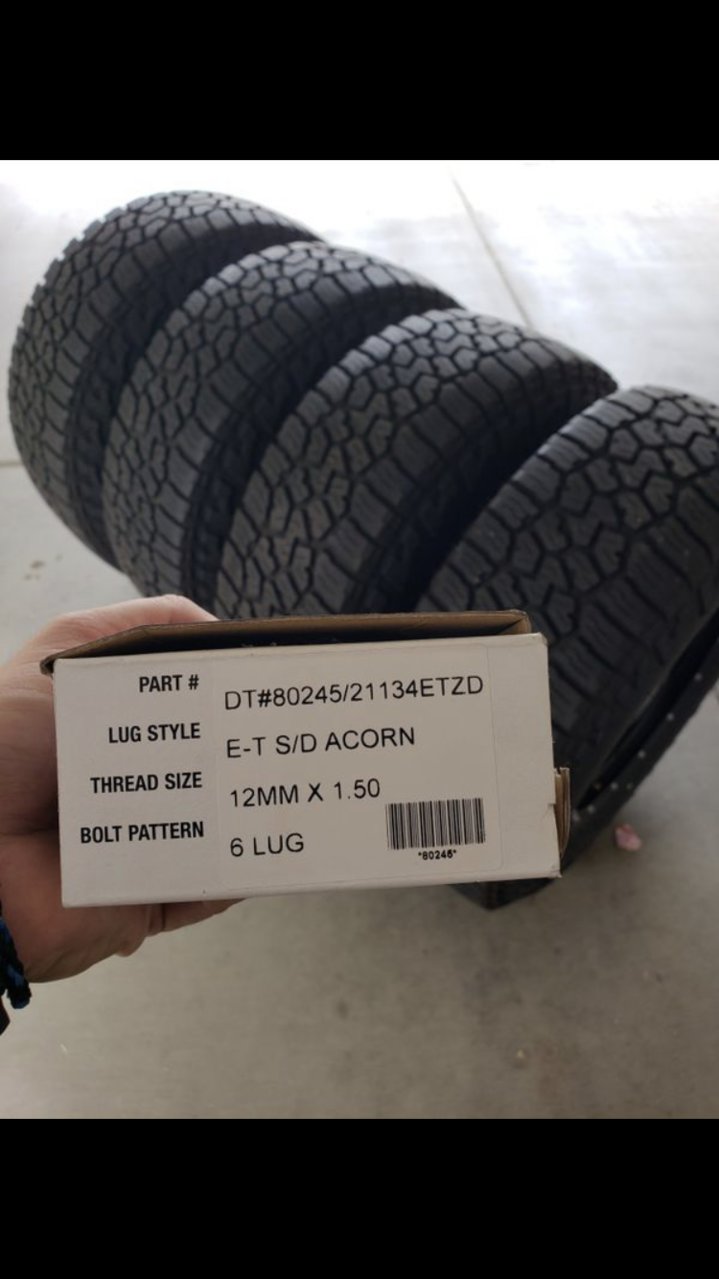 PART # DT#80245/21134ETZD
LUG STYLE E-T S/D ACORN
THREAD SIZE 12MM X 1.50
BOLT PATTERN 6 LUG
*80245*